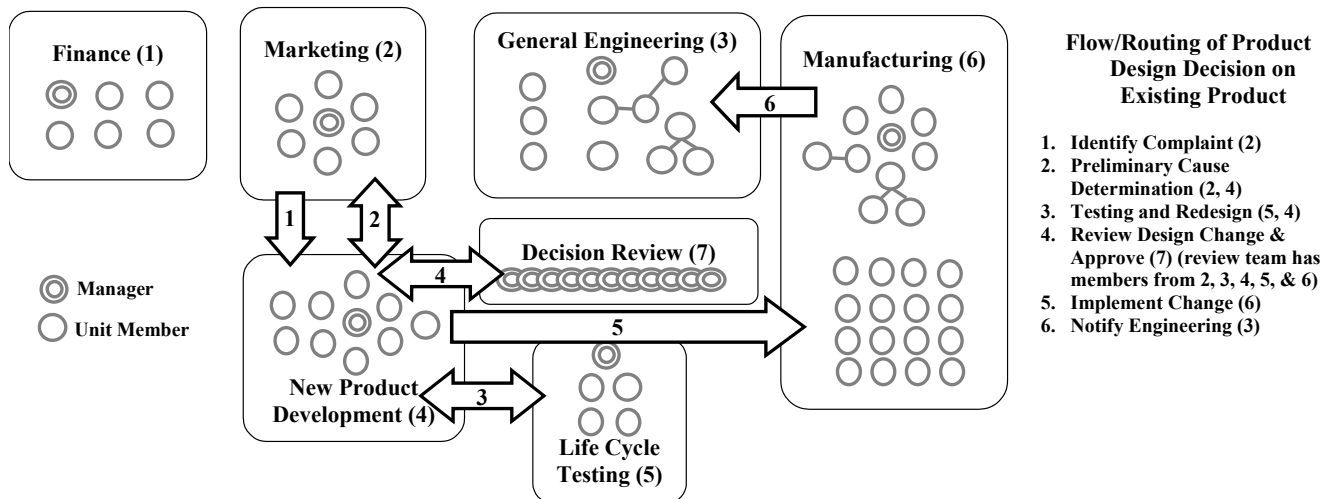 Finance (1)
Marketing (2)
General Engineering (3)
Manufacturing (6)
6
1
2
Decision Review (7)
4
5
Manager
Unit Member
New Product
Development (4)
3
Life Cycle
Testing (5)
Flow/Routing of Product
Design Decision on
Existing Product
1. Identify Complaint (2)
2. Preliminary Cause
Determination (2, 4)
3. Testing and Redesign (5, 4)
4. Review Design Change &
Approve (7) (review team has
members from 2, 3, 4, 5, & 6)
5. Implement Change (6)
6. Notify Engineering (3)